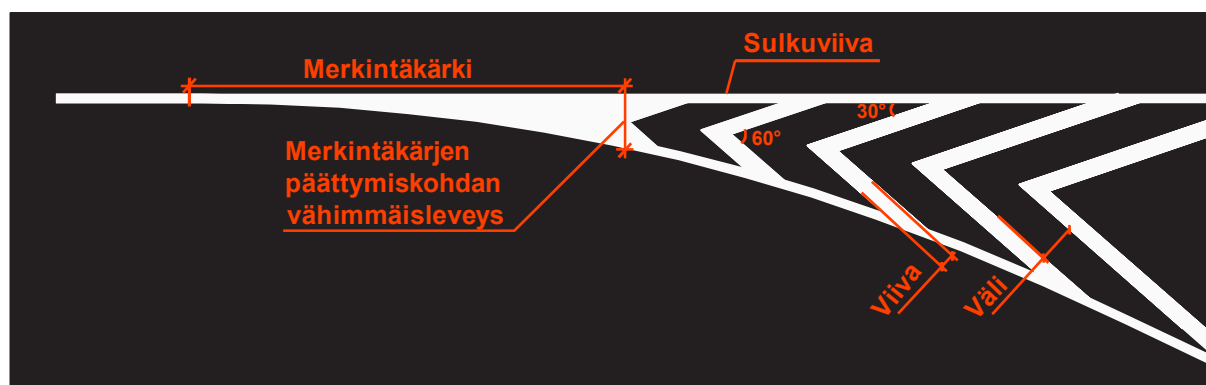 Sulkuviiva
Merkintäkärki
30°
60°
Merkintäkärjen
päättymiskohdan
vähimmäisleveys
Viiva
Väli